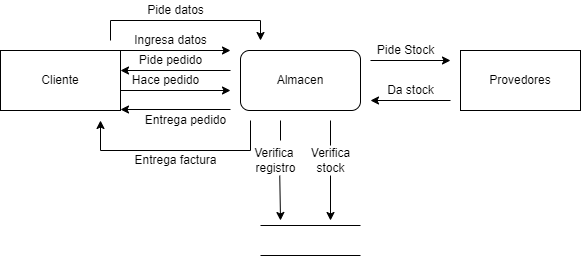 Pide datos
Ingresa datos
Pide pedido
Cliente
Hace pedido
Entrega pedido
Entrega factura
Almacen
Pide Stock
Da stock
Provedores
Verifica
registro
Verifica
stock